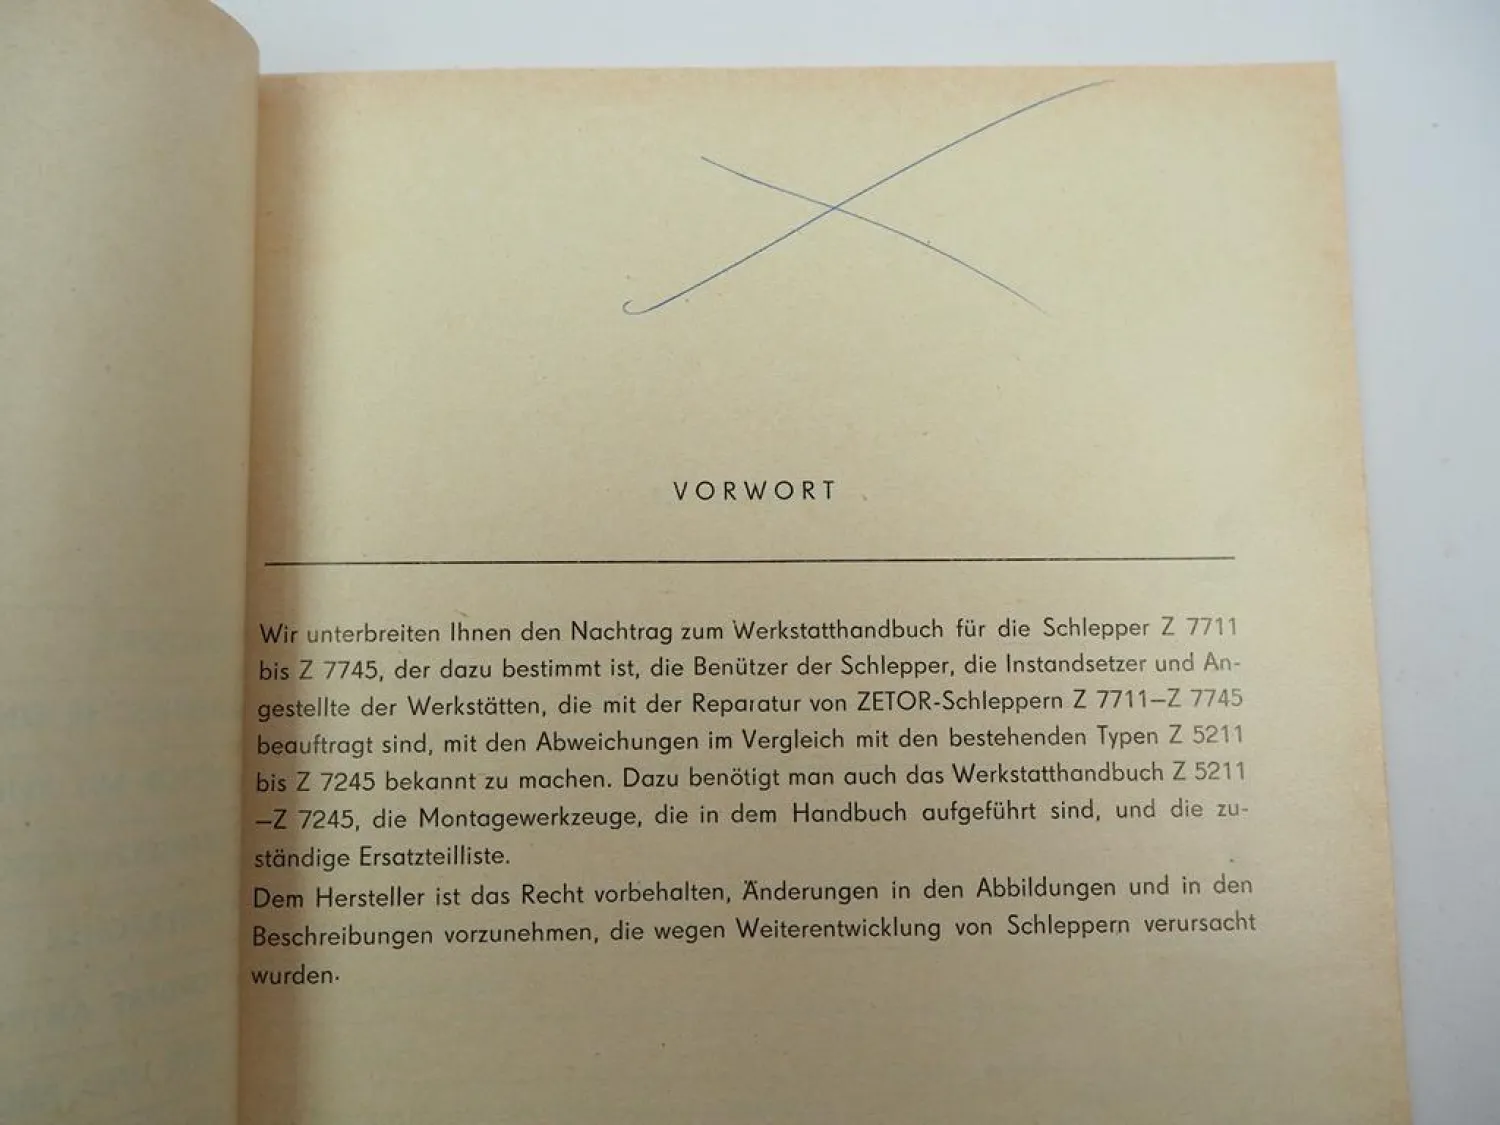 VORWORT
Wir unterbreiten Ihnen den Nachtrag zum Werkstatthandbuch für die Schlepper Z 7711
bis Z 7745, der dazu bestimmt ist, die Benützer der Schlepper, die Instandsetzer und An-
gestellte der Werkstätten, die mit der Reparatur von ZETOR-Schleppern Z 7711—Z 7745
beauftragt sind, mit den Abweichungen im Vergleich mit den bestehenden Typen Z 5211
bis Z 7245 bekannt zu machen. Dazu benötigt man auch das Werkstatthandbuch Z 5211
—Z 7245, die Montagewerkzeuge, die in dem Handbuch aufgeführt sind, und die zu-
ständige Ersatzteilliste.
Dem Hersteller ist das Recht vorbehalten, Änderungen in den Abbildungen und in den
Beschreibungen vorzunehmen, die wegen Weiterentwicklung von Schleppern verursacht
wurden.